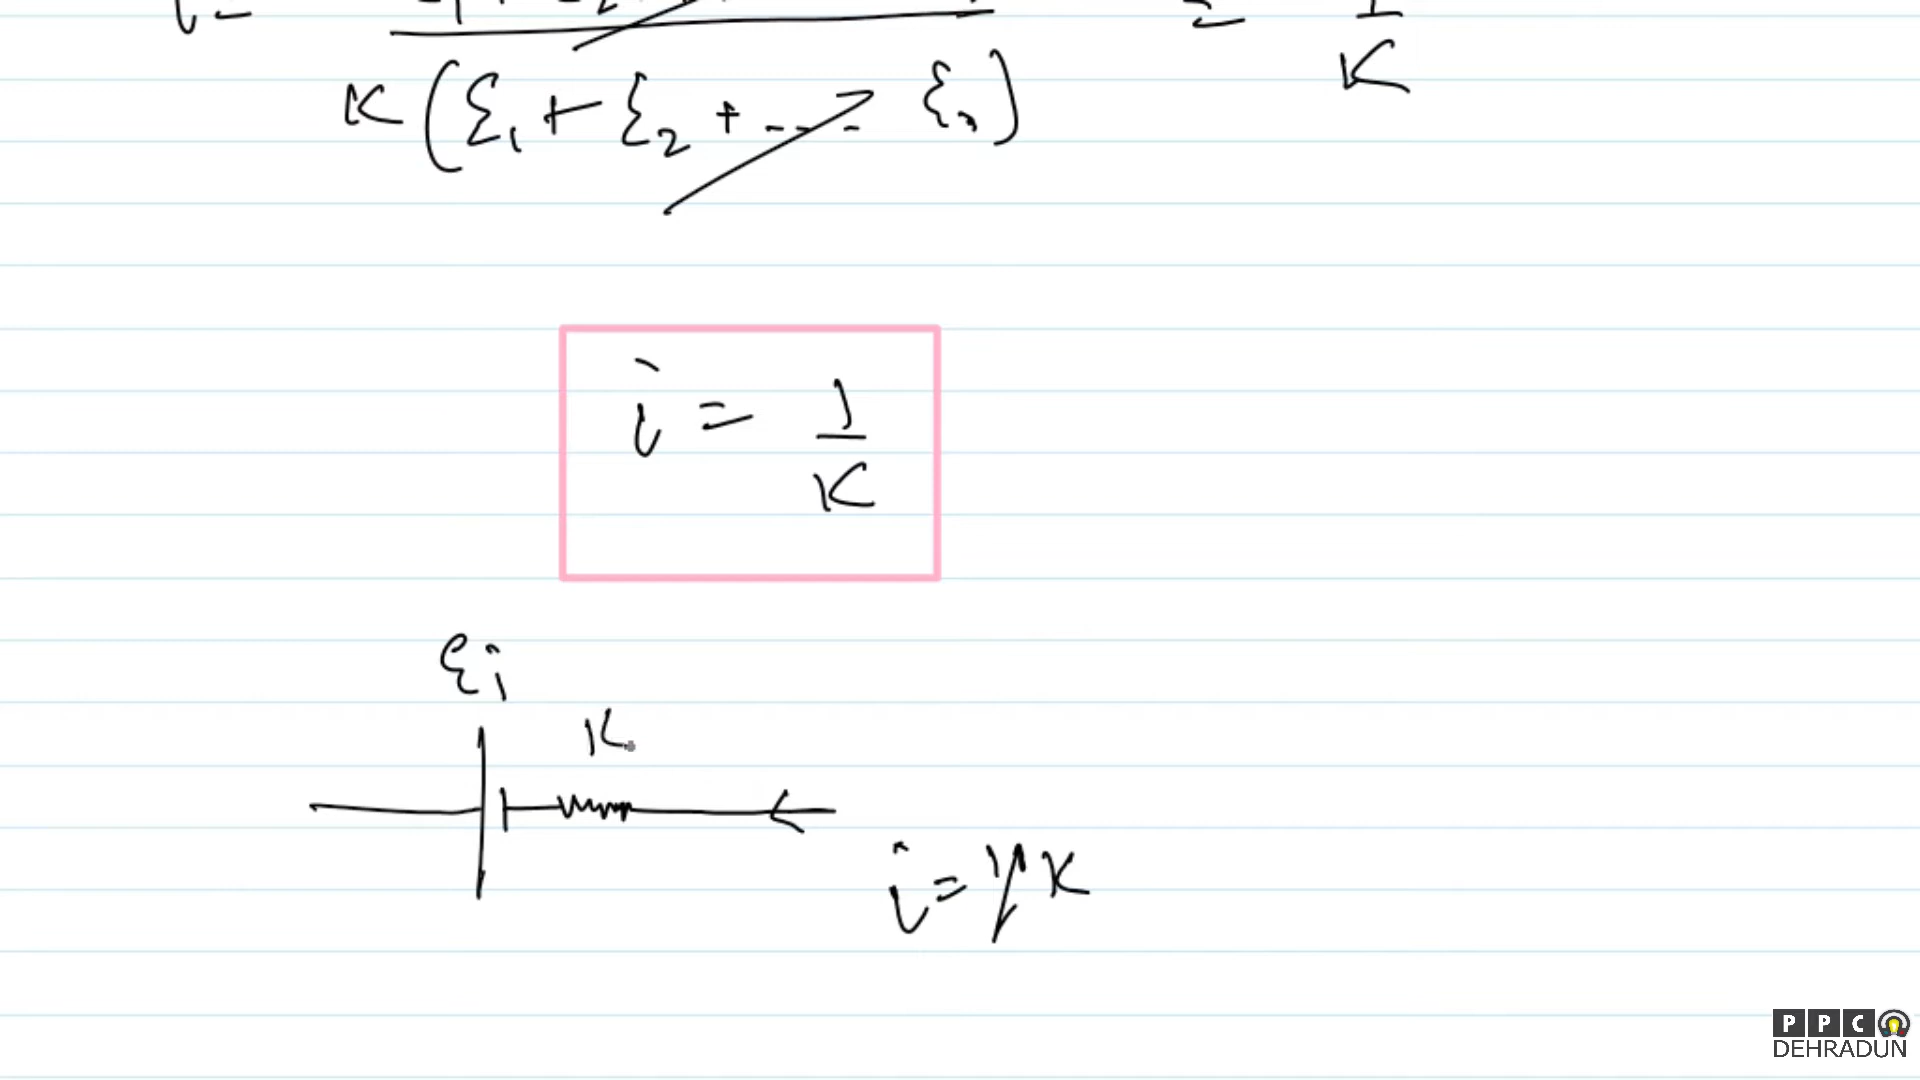 K (ε₁ + ε₂ + ---- εₙ)
K
i = 1/K
εᵢ
K
i = 1/K
PPC
DEHRADUN